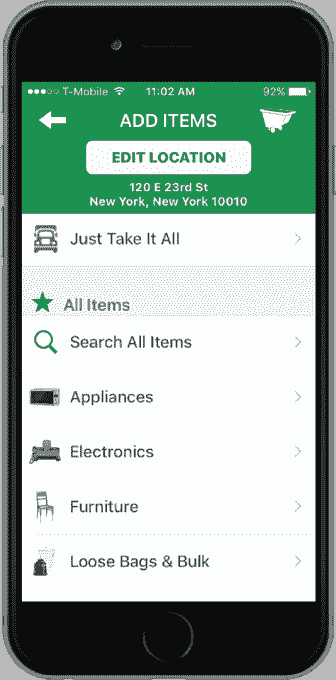 T-Mobile 11:02 AM 92%
ADD ITEMS
EDIT LOCATION
120 E 23rd St
New York, New York 10010
Just Take It All
All Items
Search All Items
Appliances
Electronics
Furniture
Loose Bags & Bulk